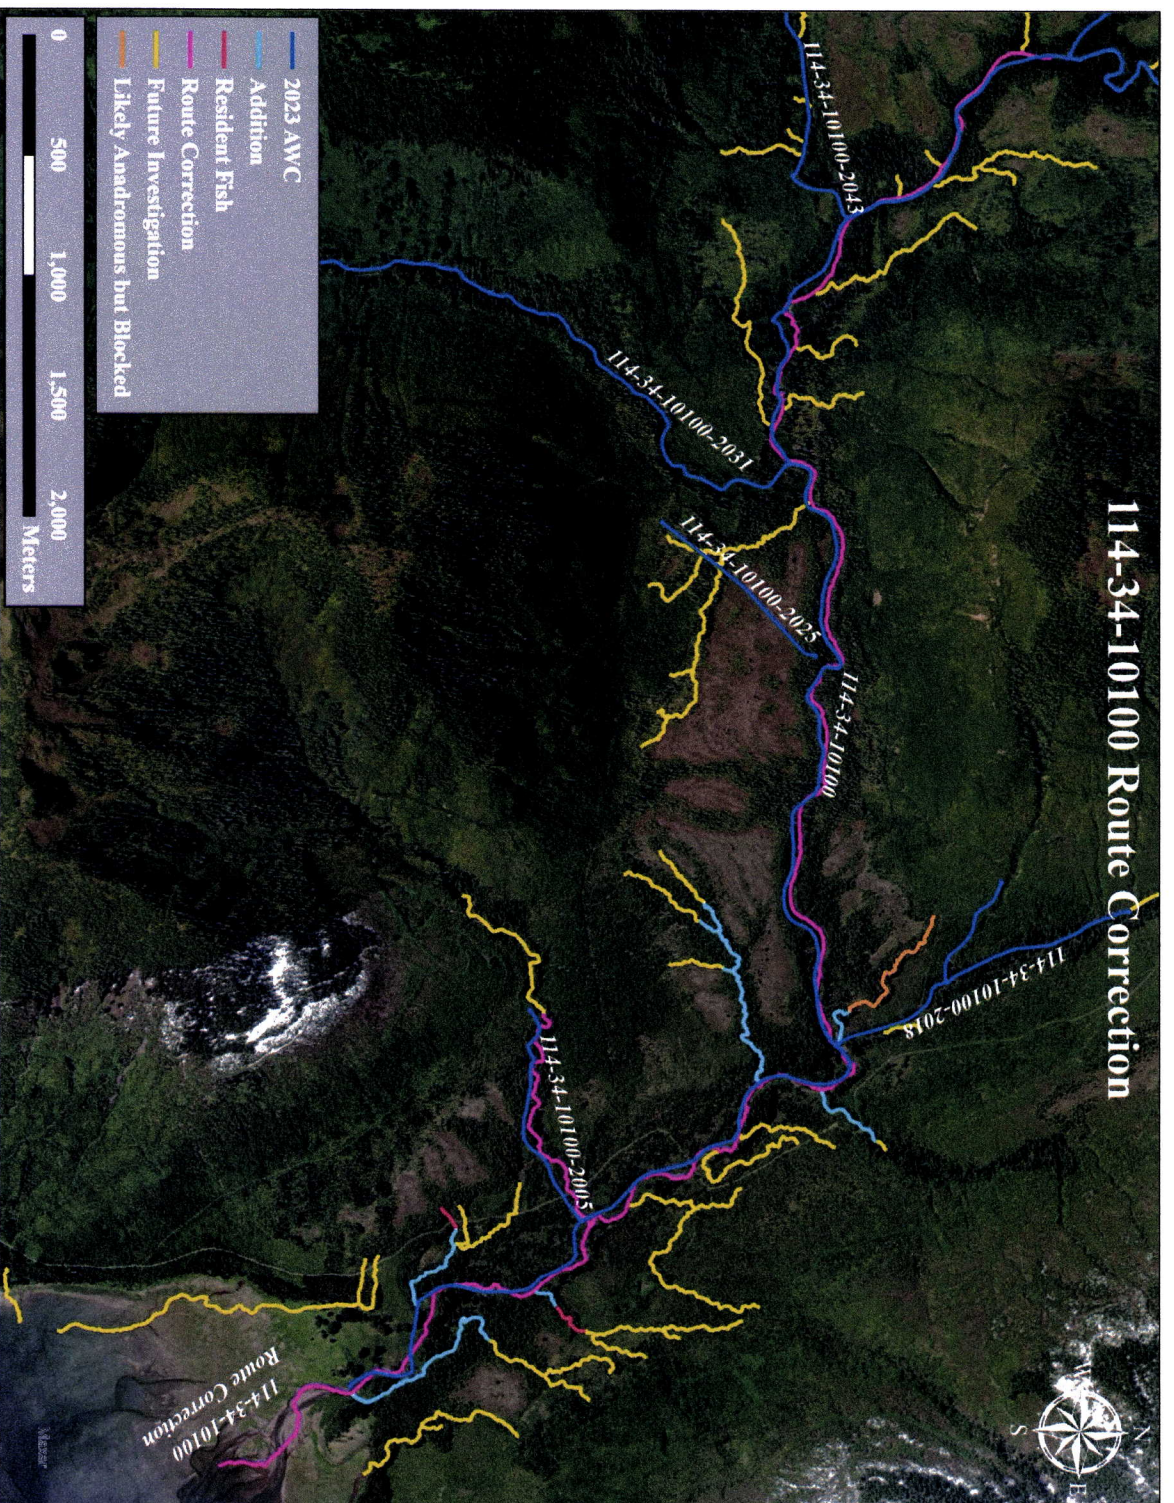 114-34-10100 Route Correction
N
W
E
S
114-34-10100-2043
114-34-10100-2031
114-34-10100-2025
114-34-10100
114-34-10100-2018
114-34-10100-2005
114-34-10100
Route Correction
2023 AWC
Addition
Resident Fish
Route Correction
Future Investigation
Likely Anadromous but Blocked
0 500 1,000 1,500 2,000
Meters
Maxar